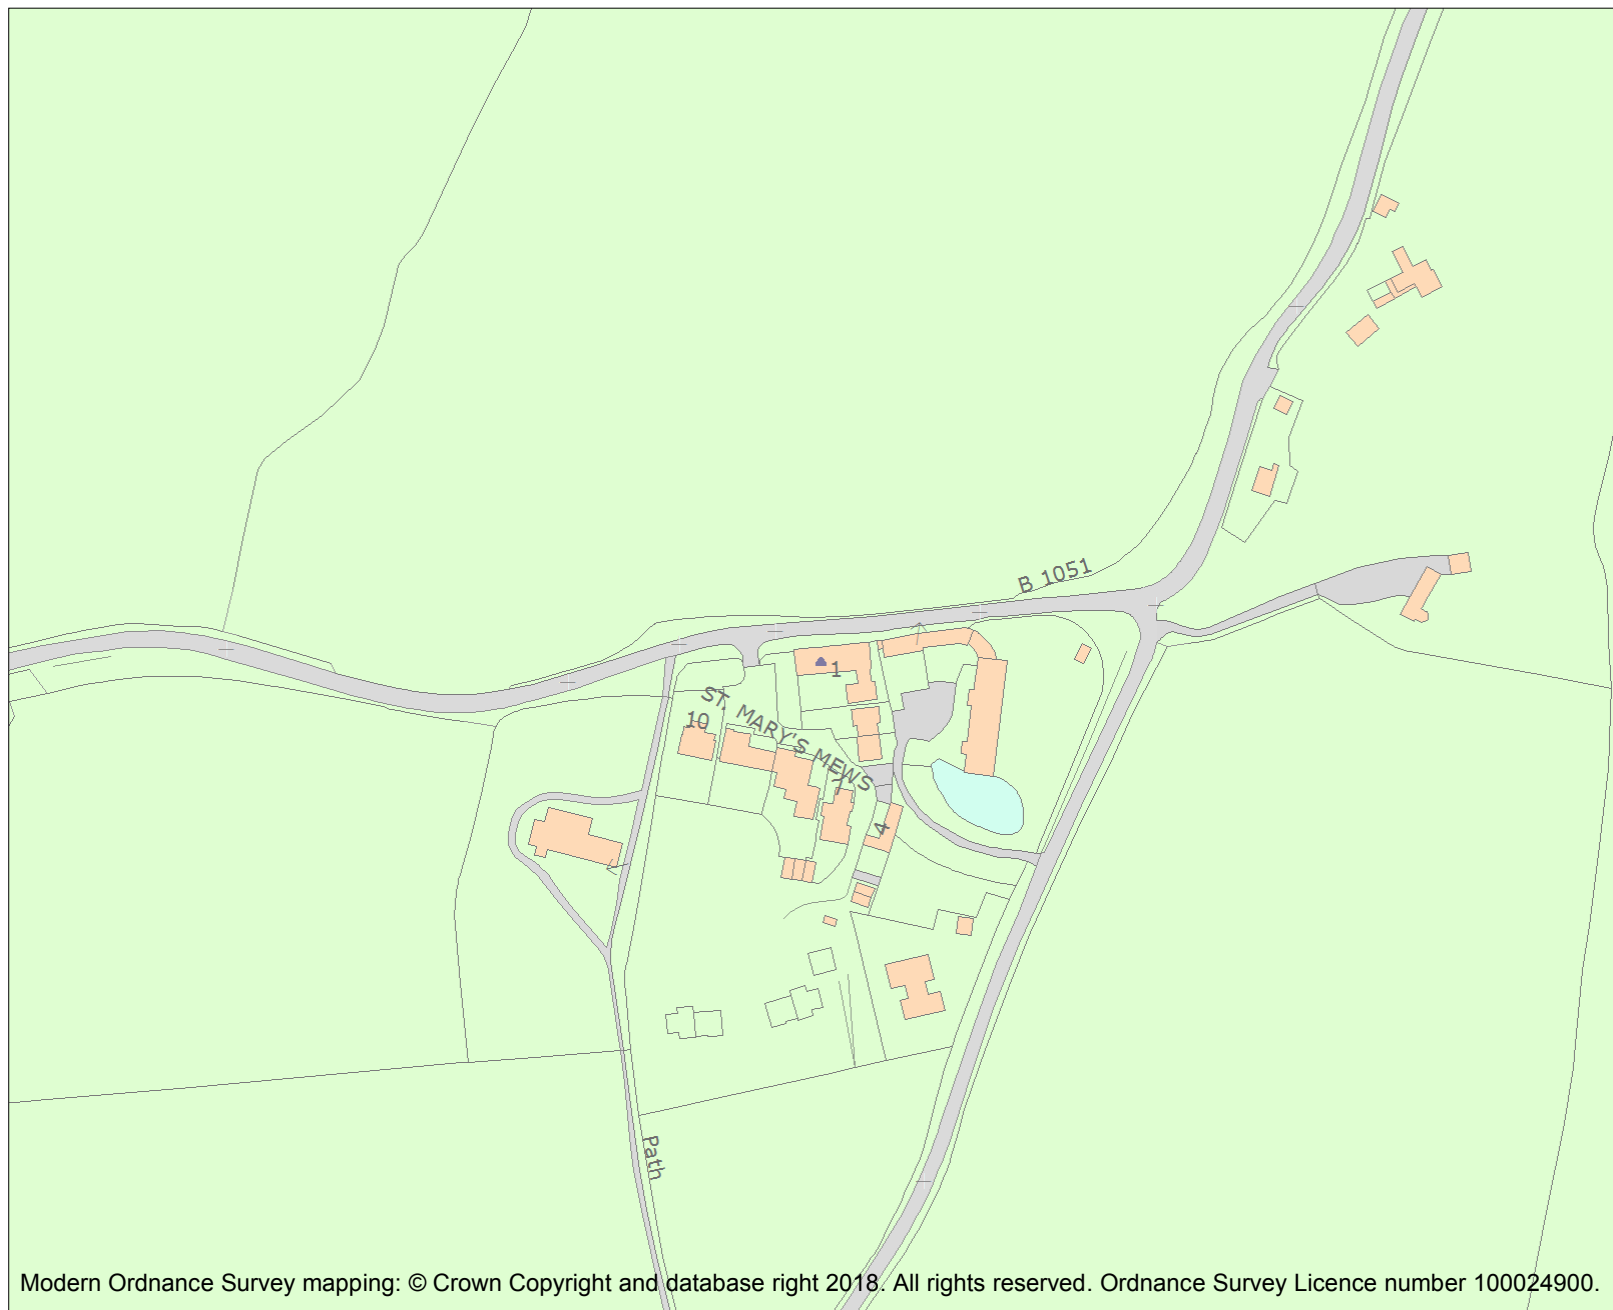 B 1051
1
ST. MARY'S MEWS
10
7
4
Path
Modern Ordnance Survey mapping: © Crown Copyright and database right 2018. All rights reserved. Ordnance Survey Licence number 100024900.